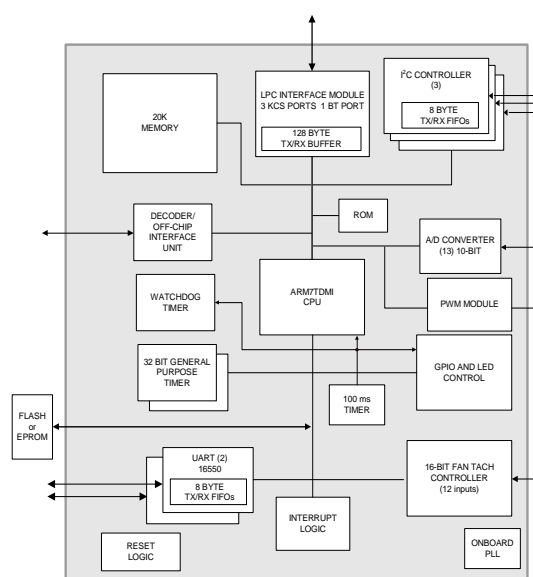 20K
MEMORY
LPC INTERFACE MODULE
3 KCS PORTS 1 BT PORT
128 BYTE
TX/RX BUFFER
I²C CONTROLLER
(3)
8 BYTE
TX/RX FIFOs
DECODER/
OFF-CHIP
INTERFACE
UNIT
ROM
A/D CONVERTER
(13) 10-BIT
WATCHDOG
TIMER
ARM7TDMI
CPU
PWM MODULE
32 BIT GENERAL
PURPOSE
TIMER
GPIO AND LED
CONTROL
100 ms
TIMER
FLASH
or
EPROM
UART (2)
16550
8 BYTE
TX/RX FIFOs
16-BIT FAN TACH
CONTROLLER
(12 inputs)
INTERRUPT
LOGIC
RESET
LOGIC
ONBOARD
PLL